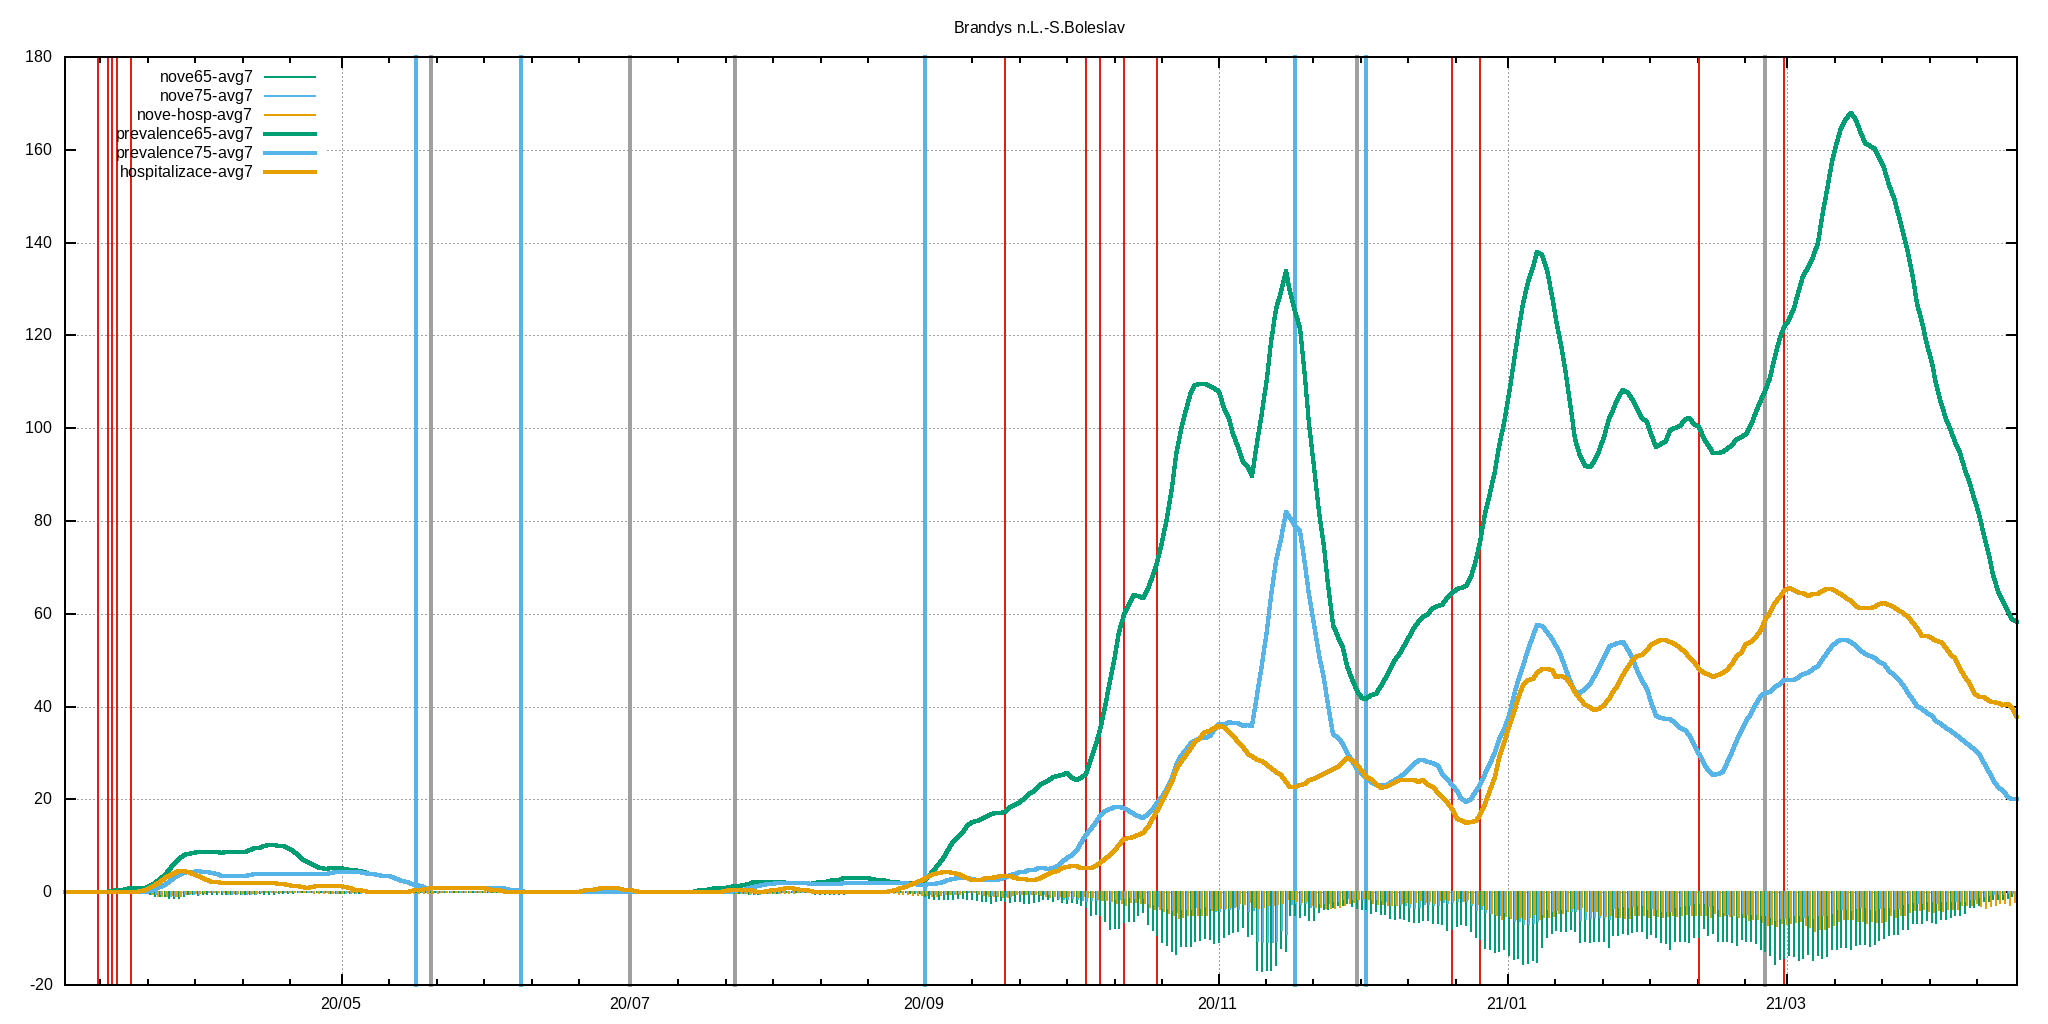 Brandys n.L.-S.Boleslav
180
160
140
120
100
80
60
40
20
0
-20
nove65-avg7
nove75-avg7
nove-hosp-avg7
prevalence65-avg7
prevalence75-avg7
hospitalizace-avg7
20/05
20/07
20/09
20/11
21/01
21/03